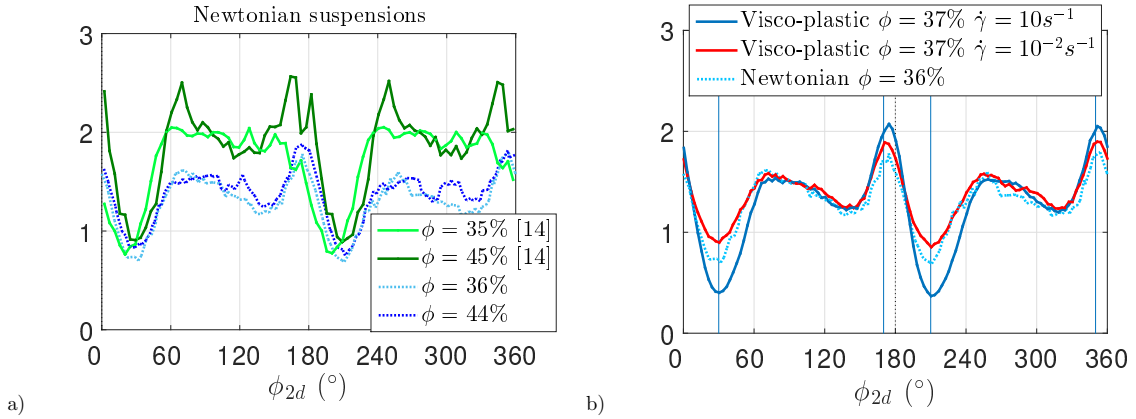 Newtonian suspensions
3
2
1
0
0 60 120 180 240 300 360
ϕ2d (°)
ϕ = 35% [14]
ϕ = 45% [14]
ϕ = 36%
ϕ = 44%
a)
Visco-plastic ϕ = 37% γ̇ = 10s⁻¹
Visco-plastic ϕ = 37% γ̇ = 10⁻²s⁻¹
Newtonian ϕ = 36%
3
2
1
0
0 60 120 180 240 300 360
ϕ2d (°)
b)